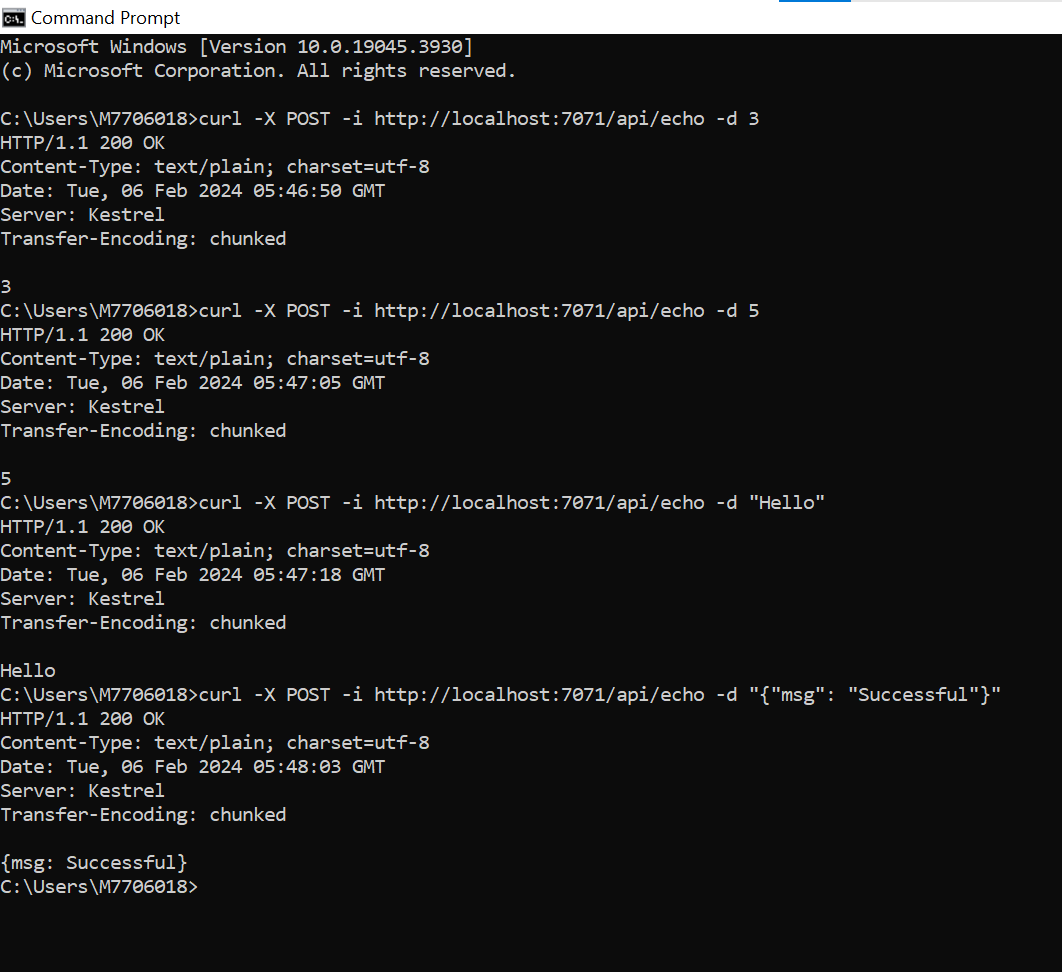 Command Prompt
Microsoft Windows [Version 10.0.19045.3930]
(c) Microsoft Corporation. All rights reserved.
C:\Users\M7706018>curl -X POST -i http://localhost:7071/api/echo -d 3
HTTP/1.1 200 OK
Content-Type: text/plain; charset=utf-8
Date: Tue, 06 Feb 2024 05:46:50 GMT
Server: Kestrel
Transfer-Encoding: chunked
3
C:\Users\M7706018>curl -X POST -i http://localhost:7071/api/echo -d 5
HTTP/1.1 200 OK
Content-Type: text/plain; charset=utf-8
Date: Tue, 06 Feb 2024 05:47:05 GMT
Server: Kestrel
Transfer-Encoding: chunked
5
C:\Users\M7706018>curl -X POST -i http://localhost:7071/api/echo -d "Hello"
HTTP/1.1 200 OK
Content-Type: text/plain; charset=utf-8
Date: Tue, 06 Feb 2024 05:47:18 GMT
Server: Kestrel
Transfer-Encoding: chunked
Hello
C:\Users\M7706018>curl -X POST -i http://localhost:7071/api/echo -d "{"msg": "Successful"}"
HTTP/1.1 200 OK
Content-Type: text/plain; charset=utf-8
Date: Tue, 06 Feb 2024 05:48:03 GMT
Server: Kestrel
Transfer-Encoding: chunked
{msg: Successful}
C:\Users\M7706018>